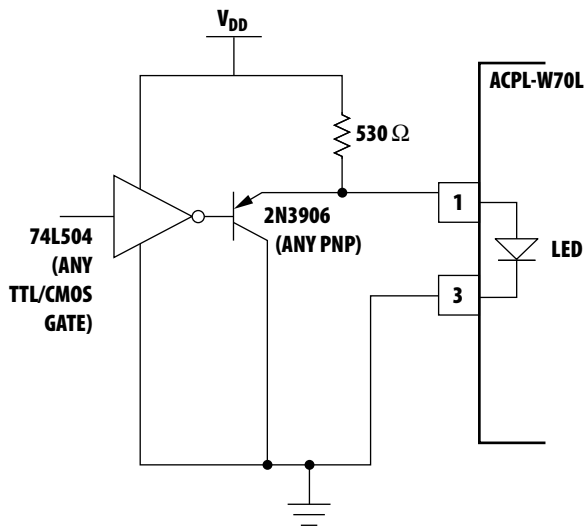 VDD
ACPL-W70L
530 Ω
1
2N3906
(ANY PNP)
74L504
(ANY
TTL/CMOS
GATE)
LED
3